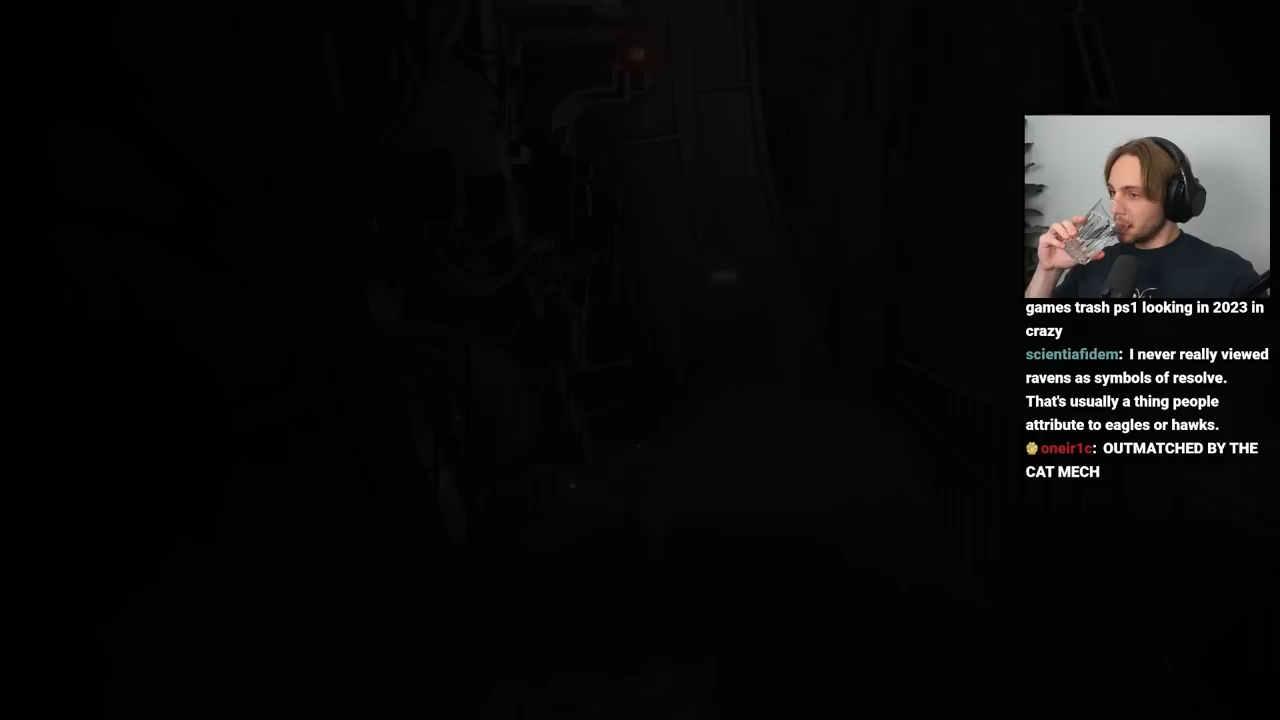 games trash ps1 looking in 2023 in
crazy
scientiafidem: I never really viewed
ravens as symbols of resolve.
That's usually a thing people
attribute to eagles or hawks.
oneir1c: OUTMATCHED BY THE
CAT MECH